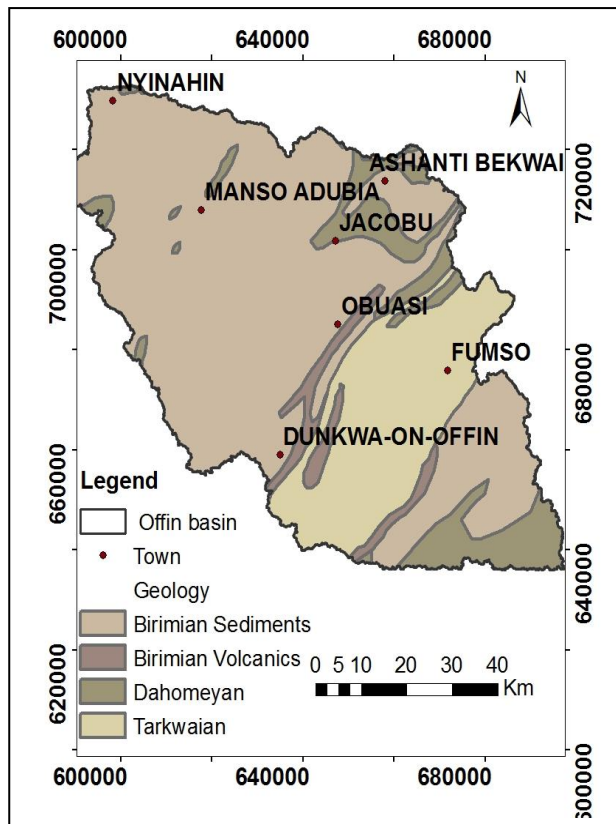 600000 640000 680000
NYINAHIN
N
ASHANTI BEKWAI
MANSO ADUBIA
JACOBU
OBUASI
FUMSO
DUNKWA-ON-OFFIN
720000
700000
680000
660000
640000
620000
600000
Legend
Offin basin
Town
Geology
Birimian Sediments
Birimian Volcanics
Dahomeyan
Tarkwaian
0 5 10 20 30 40
Km
600000 640000 680000